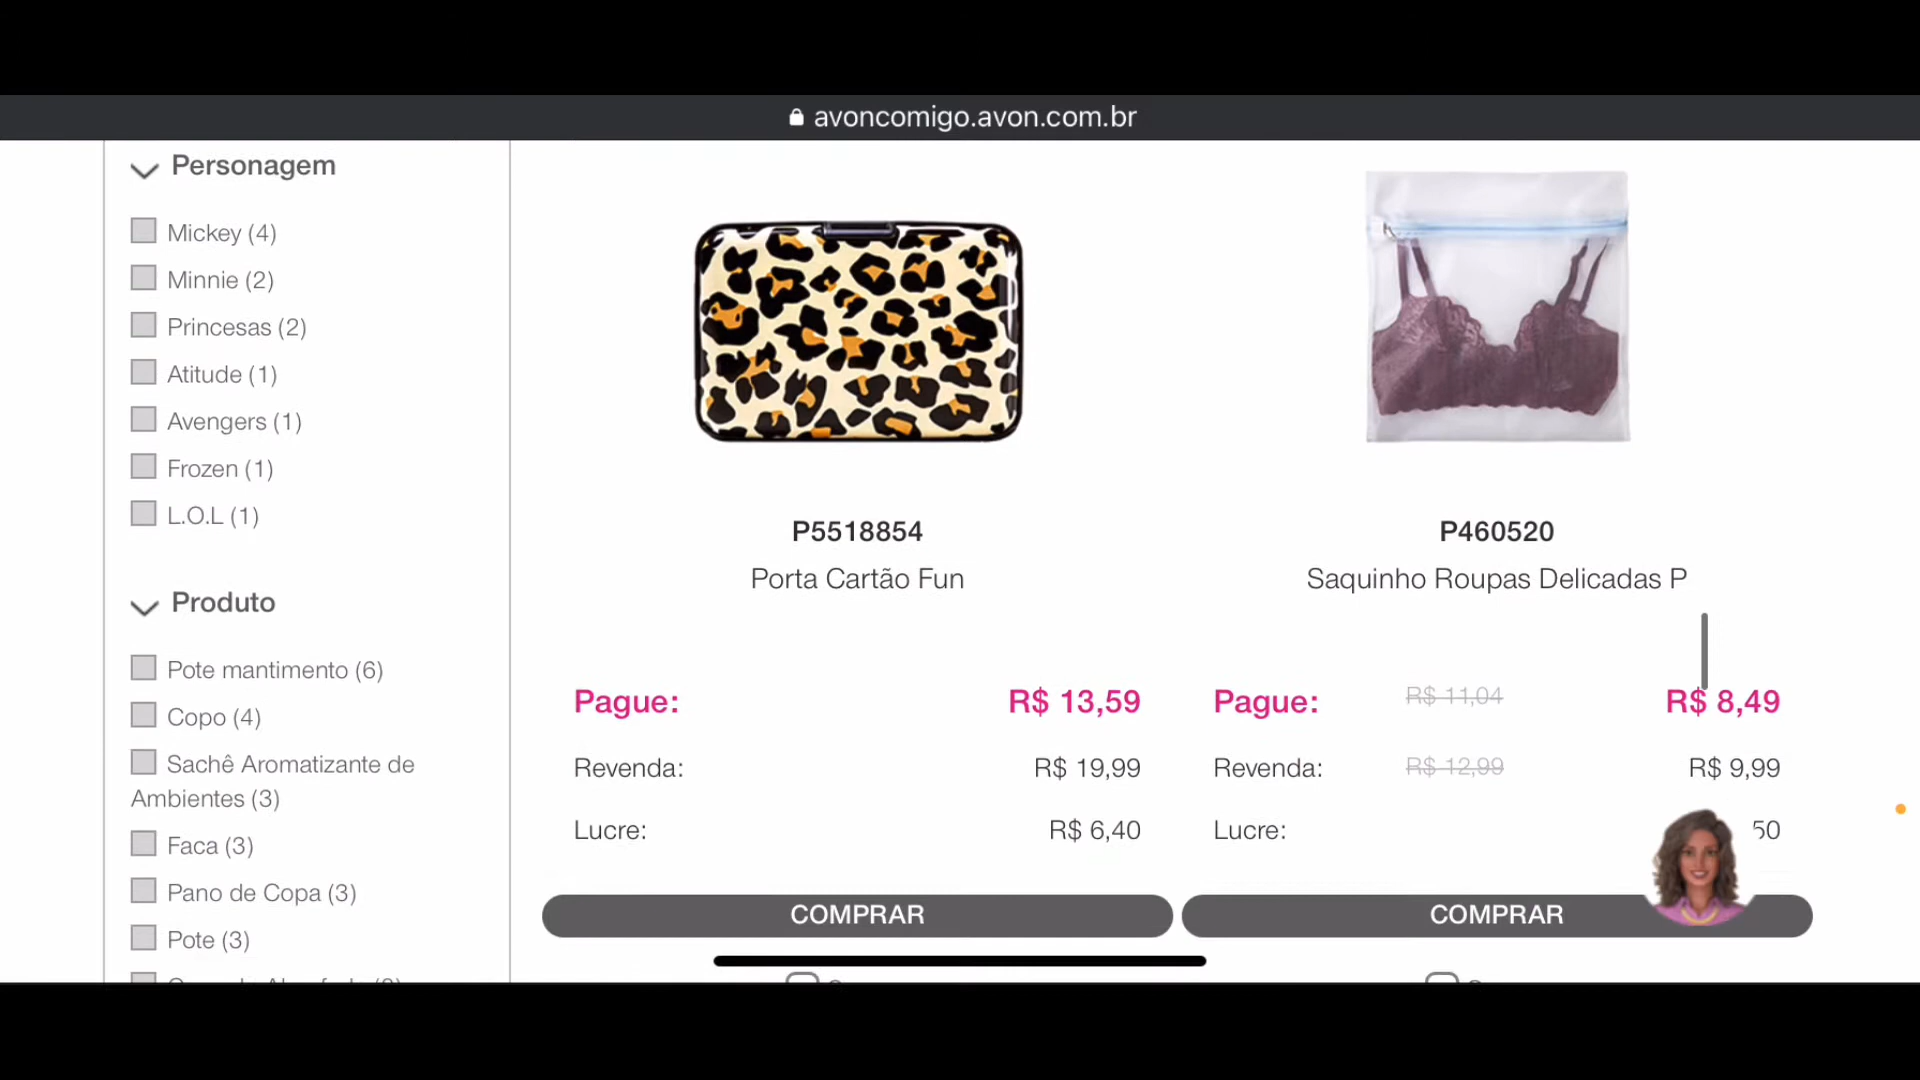 avoncomigo.avon.com.br
Personagem
Mickey (4)
Minnie (2)
Princesas (2)
Atitude (1)
Avengers (1)
Frozen (1)
L.O.L (1)
Produto
Pote mantimento (6)
Copo (4)
Sachê Aromatizante de
Ambientes (3)
Faca (3)
Pano de Copa (3)
Pote (3)
P5518854
Porta Cartão Fun
Pague: R$ 13,59
Revenda: R$ 19,99
Lucre: R$ 6,40
COMPRAR
P460520
Saquinho Roupas Delicadas P
Pague: R$ 11,04 R$ 8,49
Revenda: R$ 12,99 R$ 9,99
Lucre: 50
COMPRAR